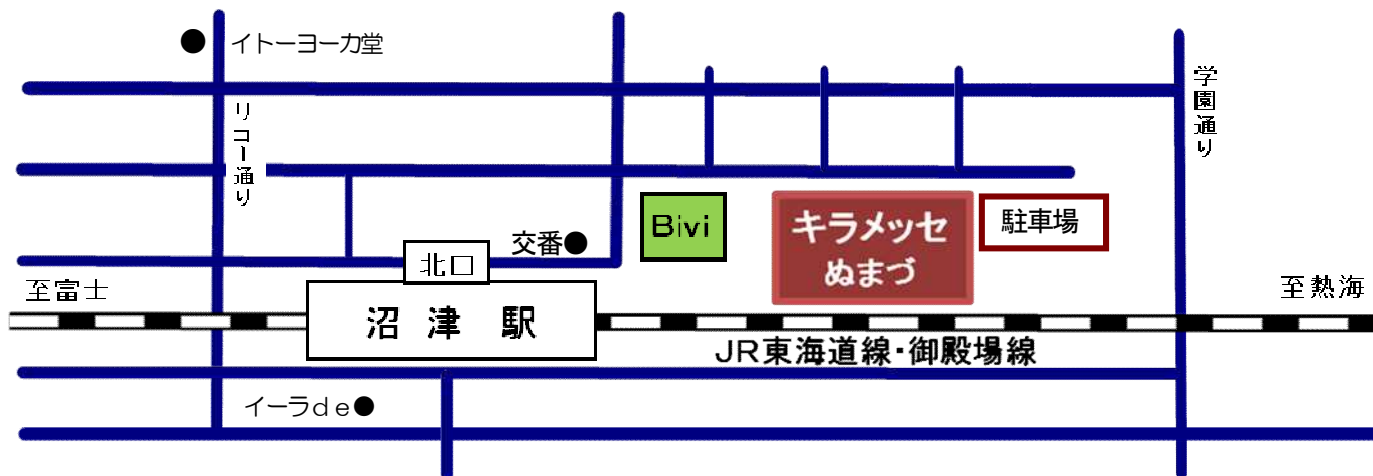 イトーヨーカ堂
リコー通り
学園通り
Bivi
キラメッセ
ぬまづ
駐車場
交番
北口
至富士
至熱海
沼津駅
JR東海道線・御殿場線
イーラde